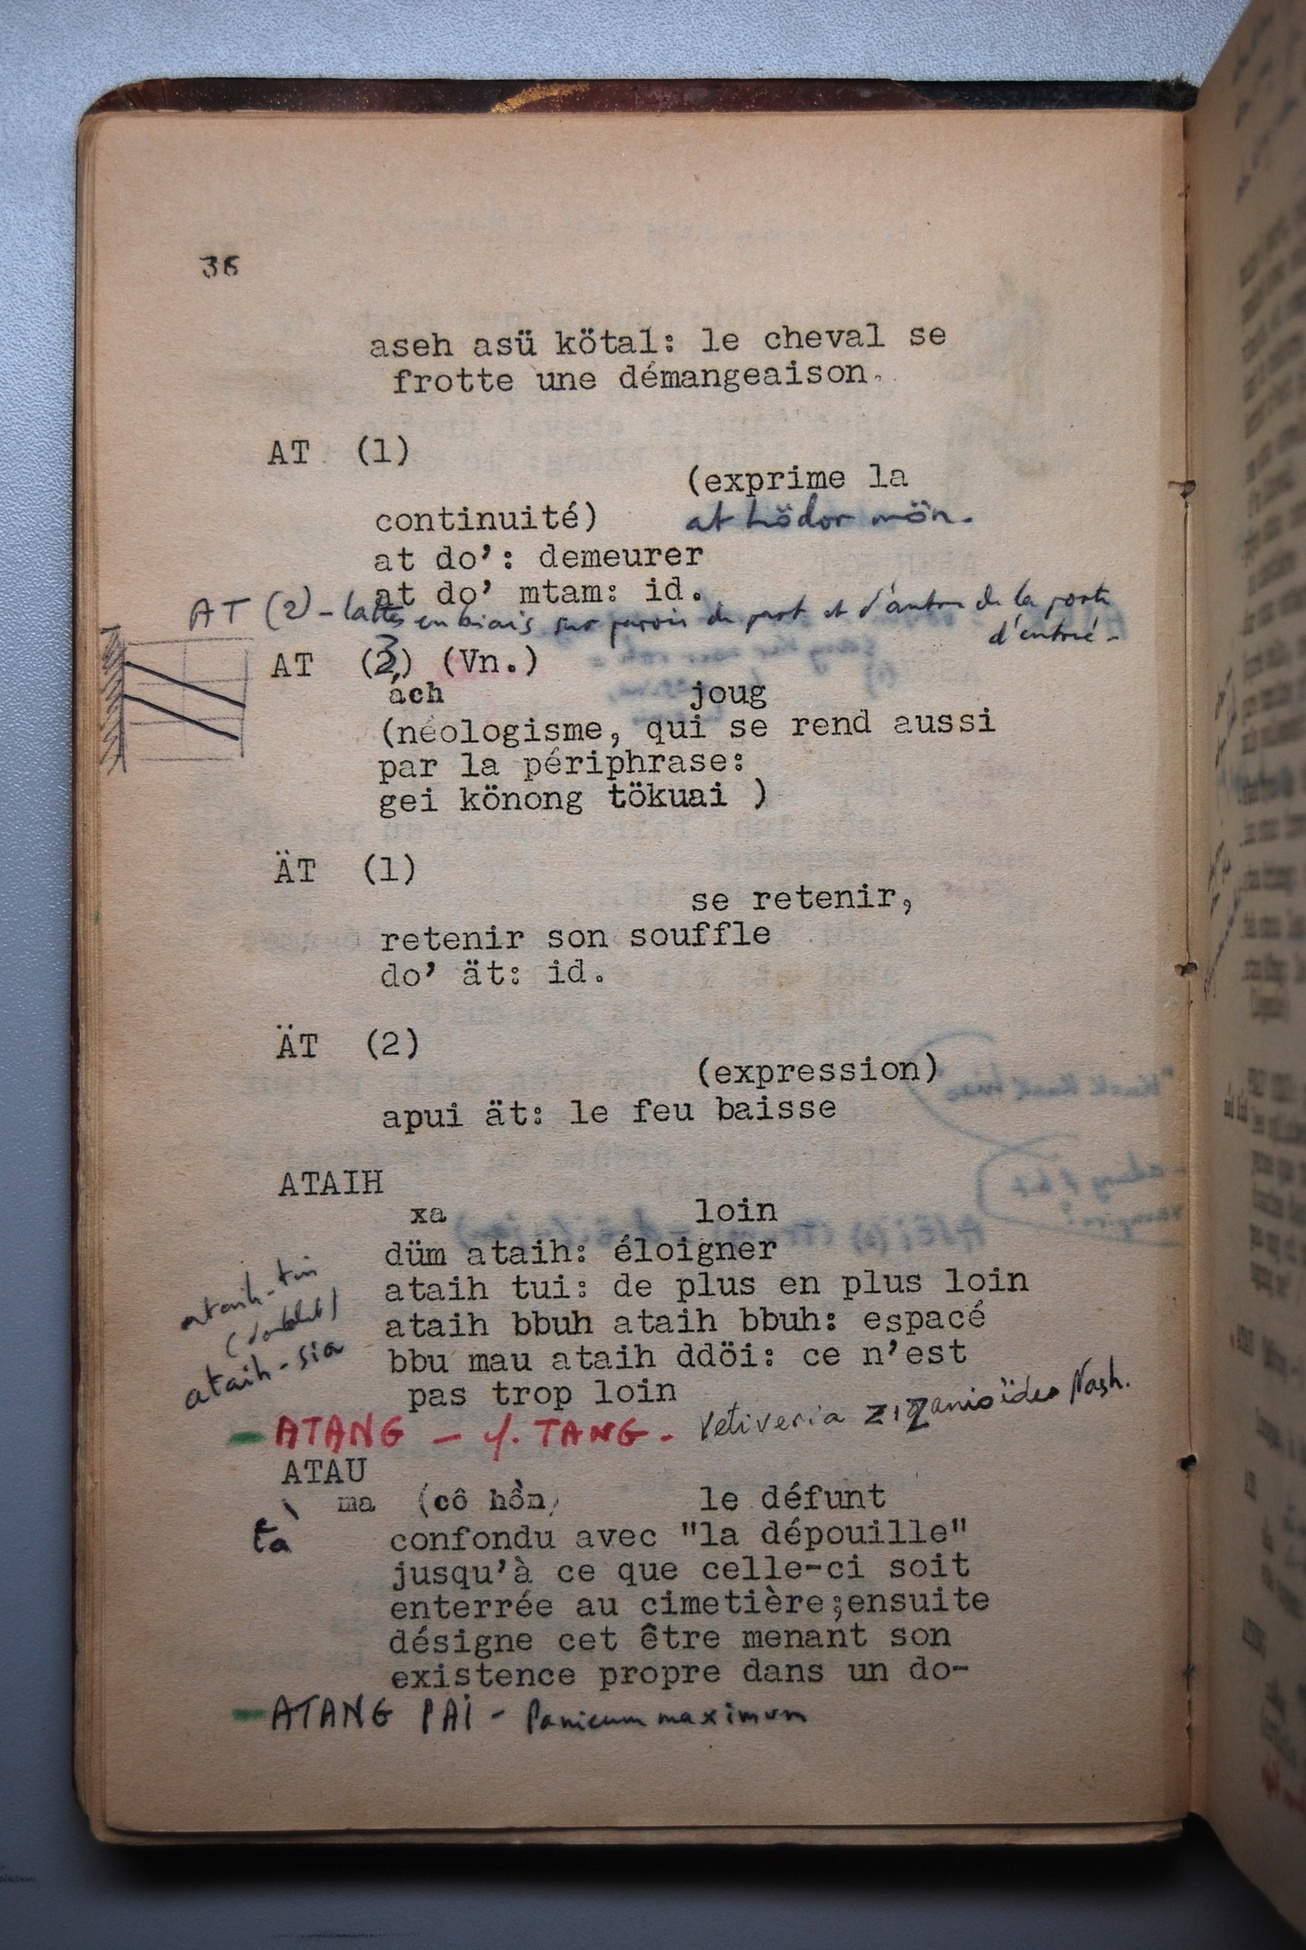 36
aseh asü kötal: le cheval se
frotte une démangeaison.
AT (1)
(exprime la
continuité) at hödor mön.
at do’: demeurer
at do’ mtam: id.
AT (2) - lattes en biais sur parois de part et d'autre de la porte
d'entrée -
AT (3) (Vn.)
ách joug
(néologisme, qui se rend aussi
par la périphrase:
gei könong tökuai )
ÄT (1)
se retenir,
retenir son souffle
do’ ät: id.
ÄT (2)
(expression)
apui ät: le feu baisse
ATAIH
xa loin
düm ataih: éloigner
ataih tui: de plus en plus loin
ataih bbuh ataih bbuh: espacé
bbu mau ataih ddöi: ce n’est
pas trop loin
ataih-
(doublet)
ataih-sia
- ATANG - TANG - Vetiveria zizanioïdes Nash.
ATAU
ma (cô hồn) le défunt
tà
confondu avec "la dépouille"
jusqu’à ce que celle-ci soit
enterrée au cimetière;ensuite
désigne cet être menant son
existence propre dans un do-
- ATANG PAI - Panicum maximum